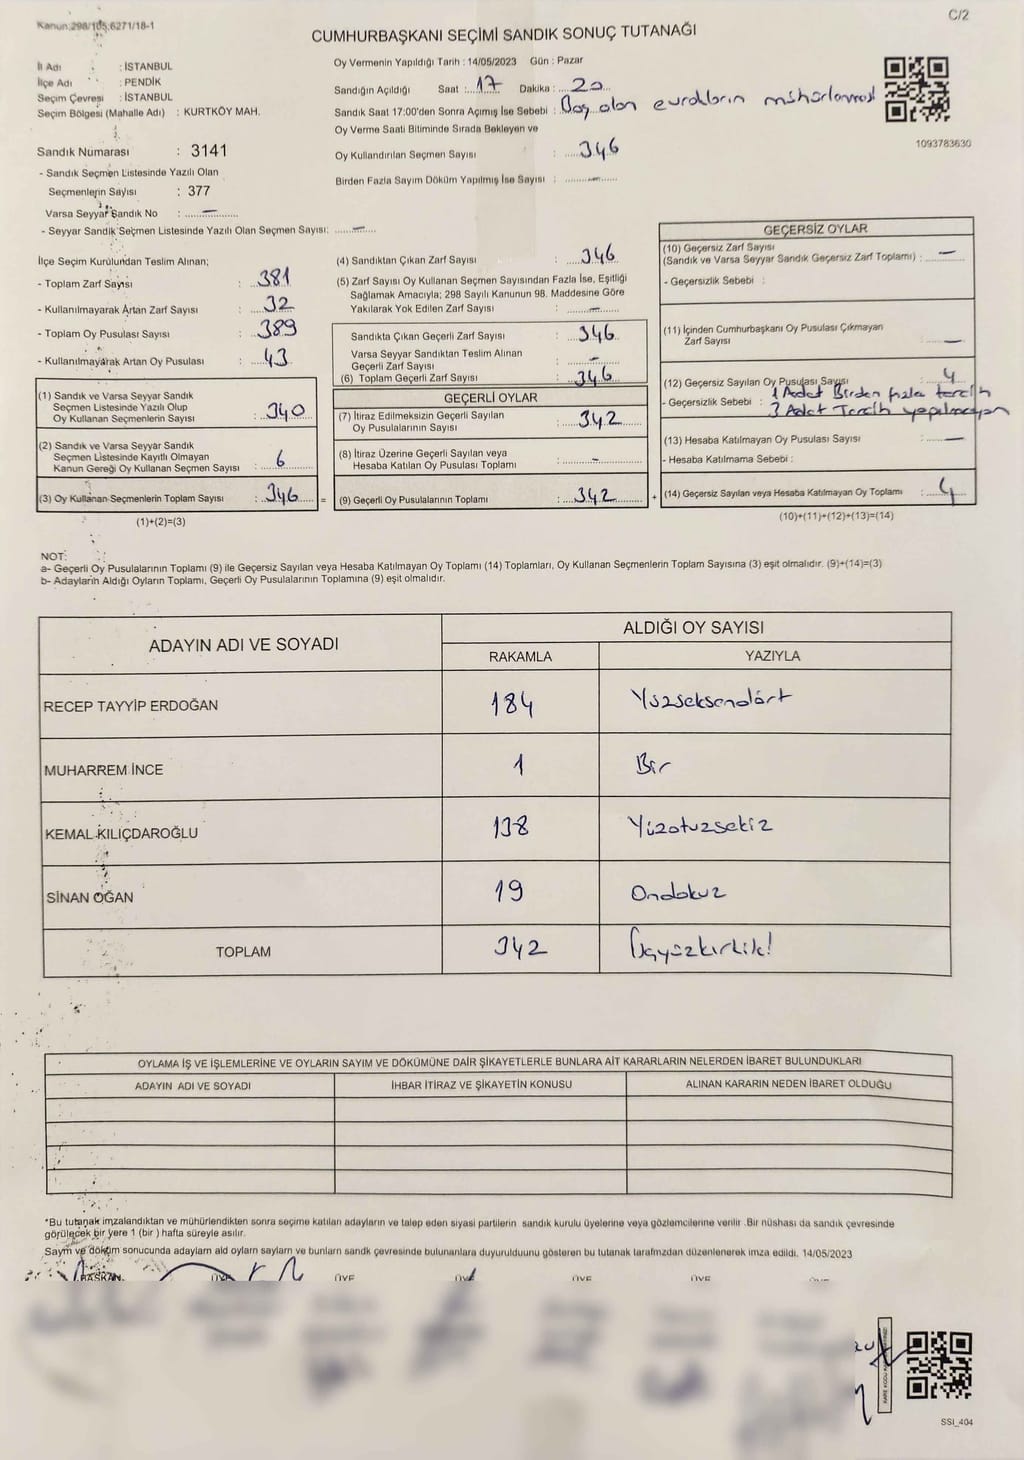 Kanun:298/105;6271/18-1
C/2
CUMHURBAŞKANI SEÇİMİ SANDIK SONUÇ TUTANAĞI
İl Adı : İSTANBUL
İlçe Adı : PENDİK
Seçim Çevresi : İSTANBUL
Seçim Bölgesi (Mahalle Adı) : KURTKÖY MAH.
Oy Vermenin Yapıldığı Tarih : 14/05/2023 Gün : Pazar
Sandığın Açıldığı Saat : 17 Dakika : 20
Sandık Saat 17:00'den Sonra Açımış İse Sebebi : Boş olan evrakların mühürlenmesi
Oy Verme Saati Bitiminde Sırada Bekleyen ve
Oy Kullandırılan Seçmen Sayısı : 346
Birden Fazla Sayım Döküm Yapılmış İse Sayısı : —
1093783630
Sandık Numarası : 3141
- Sandık Seçmen Listesinde Yazılı Olan
Seçmenlerin Sayısı : 377
Varsa Seyyar Sandık No : —
- Seyyar Sandık Seçmen Listesinde Yazılı Olan Seçmen Sayısı: —
İlçe Seçim Kurulundan Teslim Alınan;
- Toplam Zarf Sayısı : 381
- Kullanılmayarak Artan Zarf Sayısı : 32
- Toplam Oy Pusulası Sayısı : 389
- Kullanılmayarak Artan Oy Pusulası : 43
(1) Sandık ve Varsa Seyyar Sandık
Seçmen Listesinde Yazılı Olup
Oy Kullanan Seçmenlerin Sayısı : 340
(2) Sandık ve Varsa Seyyar Sandık
Seçmen Listesinde Kayıtlı Olmayan
Kanun Gereği Oy Kullanan Seçmen Sayısı : 6
(3) Oy Kullanan Seçmenlerin Toplam Sayısı : 346 =
(1)+(2)=(3)
(4) Sandıktan Çıkan Zarf Sayısı : 346
(5) Zarf Sayısı Oy Kullanan Seçmen Sayısından Fazla İse, Eşitliği
Sağlamak Amacıyla; 298 Sayılı Kanunun 98. Maddesine Göre
Yakılarak Yok Edilen Zarf Sayısı : —
Sandıkta Çıkan Geçerli Zarf Sayısı : 346
Varsa Seyyar Sandıktan Teslim Alınan
Geçerli Zarf Sayısı : —
(6) Toplam Geçerli Zarf Sayısı : 346
GEÇERLİ OYLAR
(7) İtiraz Edilmeksizin Geçerli Sayılan
Oy Pusulalarının Sayısı : 342
(8) İtiraz Üzerine Geçerli Sayılan veya
Hesaba Katılan Oy Pusulası Toplamı : —
(9) Geçerli Oy Pusulalarının Toplamı : 342 +
GEÇERSİZ OYLAR
(10) Geçersiz Zarf Sayısı
(Sandık ve Varsa Seyyar Sandık Geçersiz Zarf Toplamı) : —
- Geçersizlik Sebebi :
(11) İçinden Cumhurbaşkanı Oy Pusulası Çıkmayan
Zarf Sayısı : —
(12) Geçersiz Sayılan Oy Pusulası Sayısı : 4
1 Adet Birden fazla tercih
- Geçersizlik Sebebi : 3 Adet Tercih yapılmayan
(13) Hesaba Katılmayan Oy Pusulası Sayısı : —
- Hesaba Katılmama Sebebi :
(14) Geçersiz Sayılan veya Hesaba Katılmayan Oy Toplamı : 4
(10)+(11)+(12)+(13)=(14)
NOT:
a- Geçerli Oy Pusulalarının Toplamı (9) ile Geçersiz Sayılan veya Hesaba Katılmayan Oy Toplamı (14) Toplamları, Oy Kullanan Seçmenlerin Toplam Sayısına (3) eşit olmalıdır. (9)+(14)=(3)
b- Adayların Aldığı Oyların Toplamı, Geçerli Oy Pusulalarının Toplamına (9) eşit olmalıdır.
ADAYIN ADI VE SOYADI
ALDIĞI OY SAYISI
RAKAMLA YAZIYLA
RECEP TAYYİP ERDOĞAN 184 Yüzseksendört
MUHARREM İNCE 1 Bir
KEMAL KILIÇDAROĞLU 138 Yüzotuzsekiz
SİNAN OĞAN 19 Ondokuz
TOPLAM 342 Üçyüzkırkiki
OYLAMA İŞ VE İŞLEMLERİNE VE OYLARIN SAYIM VE DÖKÜMÜNE DAİR ŞİKAYETLERLE BUNLARA AİT KARARLARIN NELERDEN İBARET BULUNDUKLARI
ADAYIN ADI VE SOYADI İHBAR İTİRAZ VE ŞİKAYETİN KONUSU ALINAN KARARIN NEDEN İBARET OLDUĞU
*Bu tutanak imzalandıktan ve mühürlendikten sonra seçime katılan adayların ve talep eden siyasi partilerin sandık kurulu üyelerine veya gözlemcilerine verilir .Bir nüshası da sandık çevresinde
görülecek bir yere 1 (bir ) hafta süreyle asılır.
Sayım ve döküm sonucunda adaylarn ald oylarn saylarn ve bunlarn sandk çevresinde bulunanlara duyurulduunu gösteren bu tutanak tarafmzdan düzenlenerek imza edildi. 14/05/2023
BAŞKAN ÜYE ÜYE ÜYE ÜYE ÜYE ÜYE
SSI_404